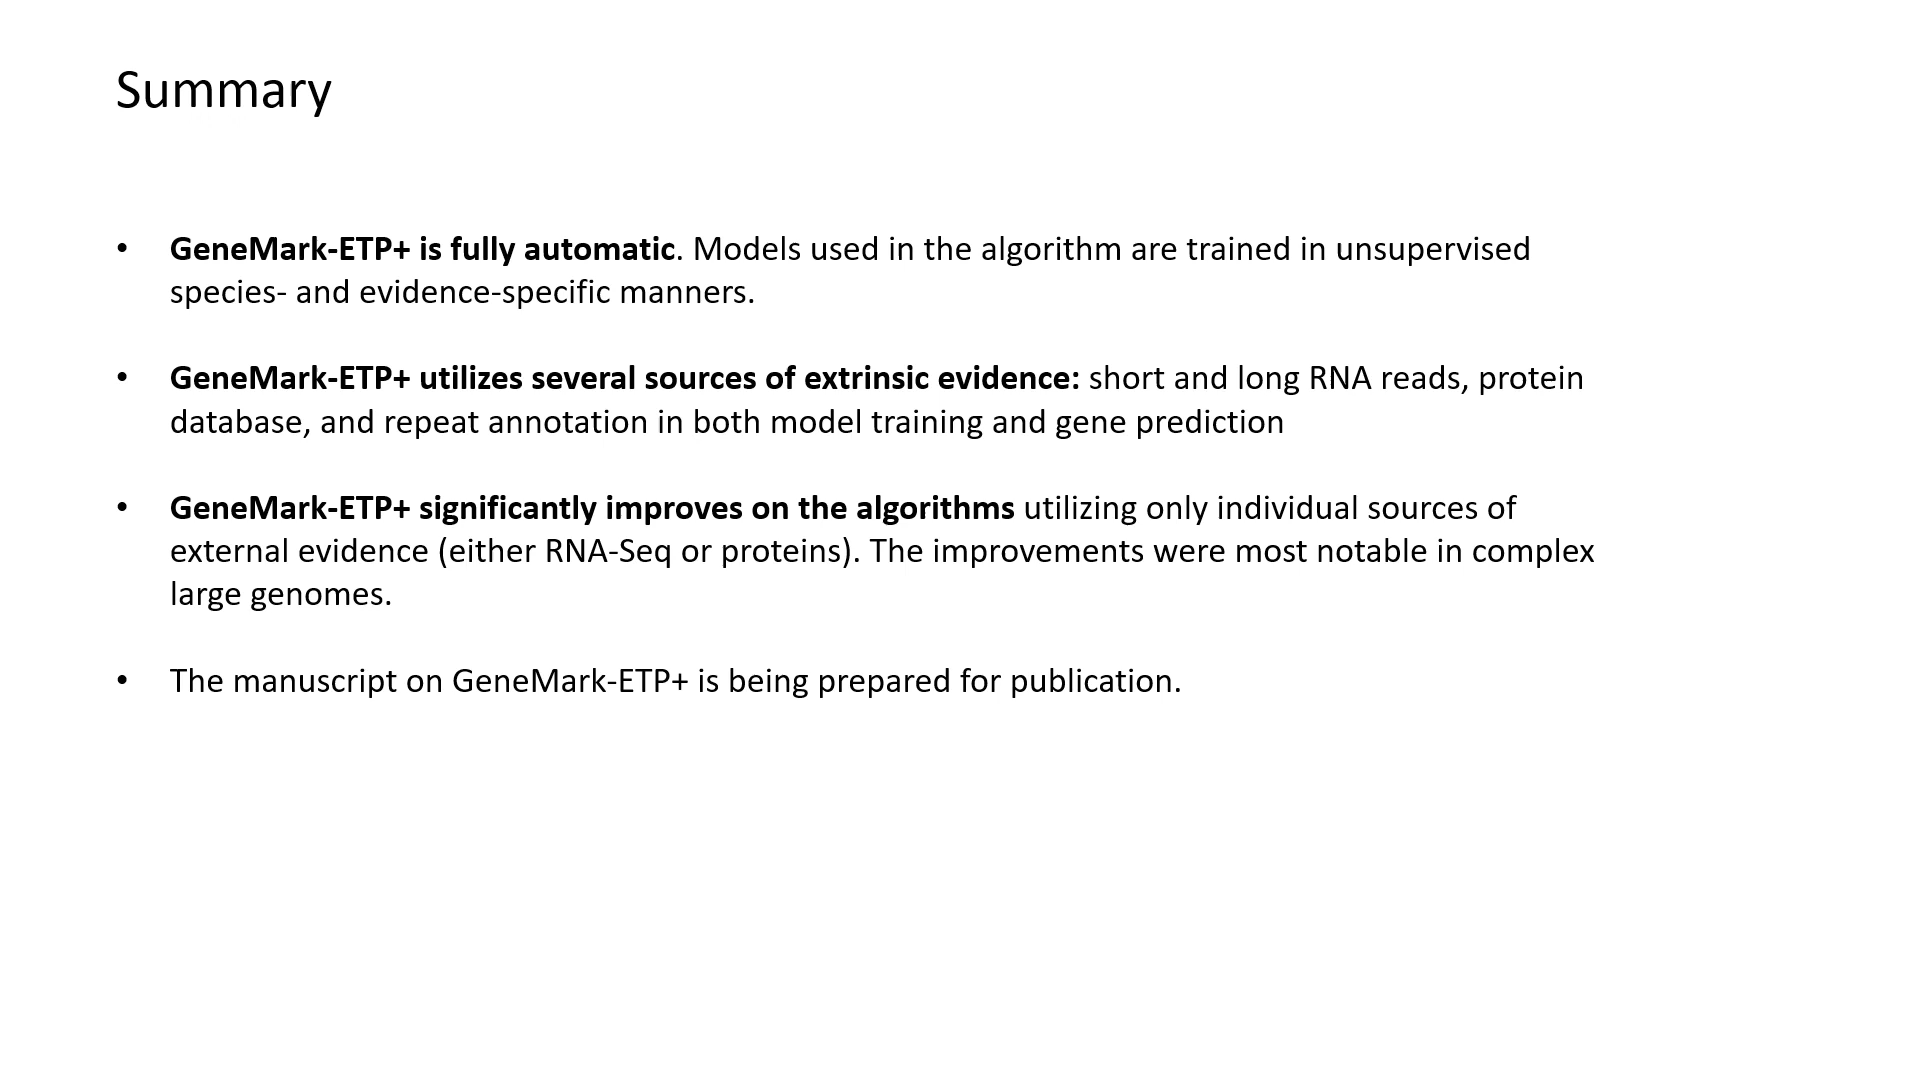 Summary
• GeneMark-ETP+ is fully automatic. Models used in the algorithm are trained in unsupervised
species- and evidence-specific manners.
• GeneMark-ETP+ utilizes several sources of extrinsic evidence: short and long RNA reads, protein
database, and repeat annotation in both model training and gene prediction
• GeneMark-ETP+ significantly improves on the algorithms utilizing only individual sources of
external evidence (either RNA-Seq or proteins). The improvements were most notable in complex
large genomes.
• The manuscript on GeneMark-ETP+ is being prepared for publication.